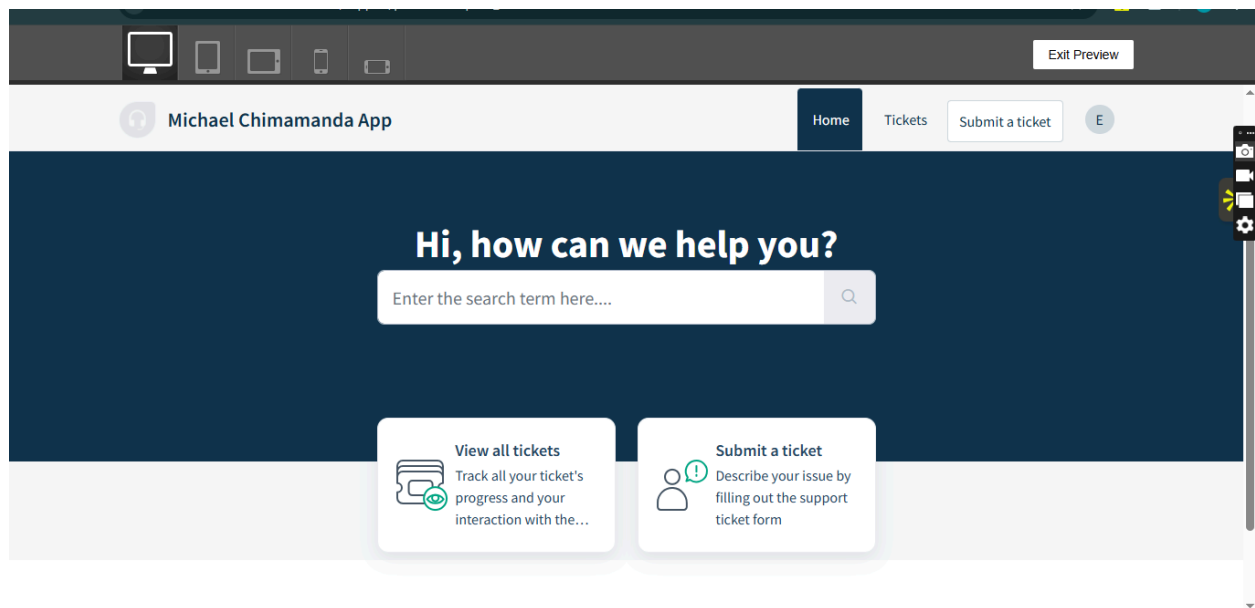 Exit Preview
Michael Chimamanda App
Home
Tickets
Submit a ticket
E
Hi, how can we help you?
Enter the search term here....
View all tickets
Track all your ticket's
progress and your
interaction with the…
Submit a ticket
Describe your issue by
filling out the support
ticket form